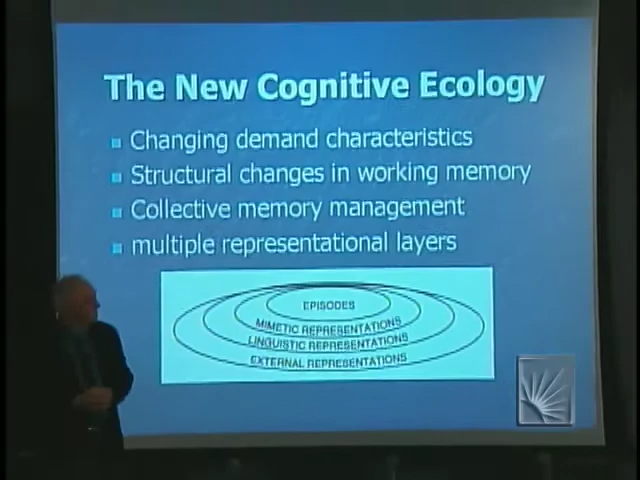 The New Cognitive Ecology
Changing demand characteristics
Structural changes in working memory
Collective memory management
multiple representational layers
EPISODES
MIMETIC REPRESENTATIONS
LINGUISTIC REPRESENTATIONS
EXTERNAL REPRESENTATIONS